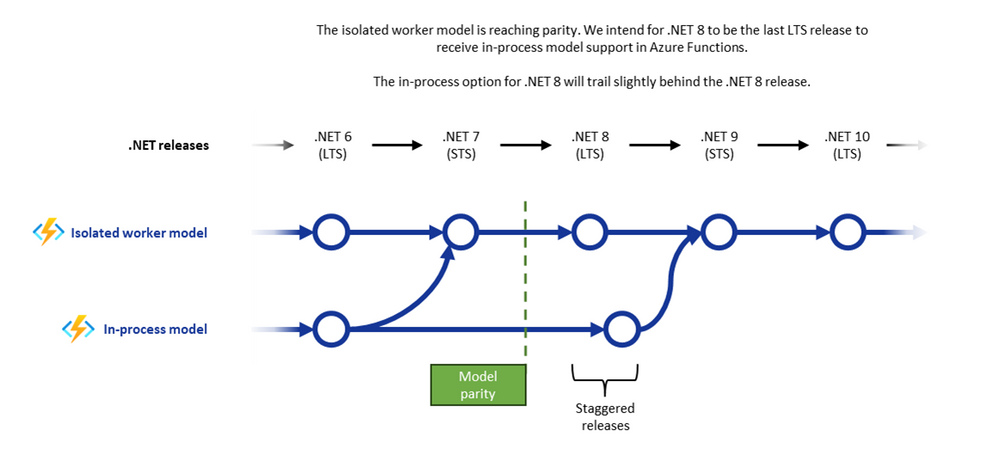 The isolated worker model is reaching parity. We intend for .NET 8 to be the last LTS release to
receive in-process model support in Azure Functions.
The in-process option for .NET 8 will trail slightly behind the .NET 8 release.
.NET releases
.NET 6
(LTS)
.NET 7
(STS)
.NET 8
(LTS)
.NET 9
(STS)
.NET 10
(LTS)
Isolated worker model
In-process model
Model
parity
Staggered
releases